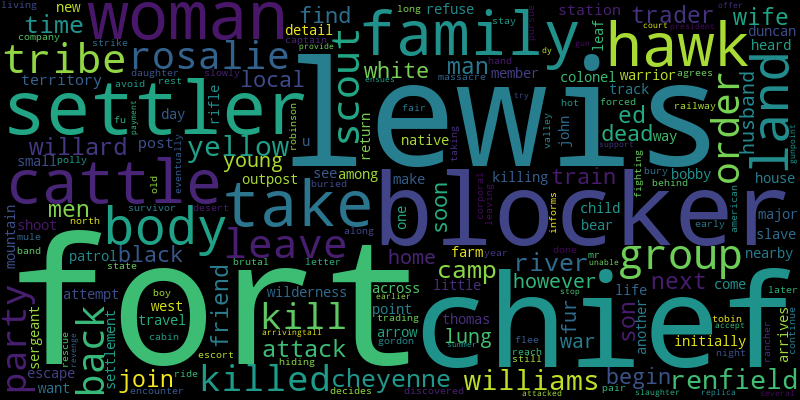 living new woman family long refuse station trader wife
time tribe rosalie find detail leaf hawk duncan heard
company strike provide daughter slowly stay court president offer
captain dy hand gun massacre agrees
territory avoid rest local scout white man member colonel warrior track forced order husband land
settler lewis ensues
day rifle fu payment try hot railway
willard post yellow u return native fair taking valley john support ed dead way
small polly eventually robinson young see among make killing train fighting bobby house gunpoint
cattle old outpost buried take blocker bury behind
men survivor desert body soon one corporal leaving informs child bear american major slave
shoot north leave along group early nearby
mountain mule band patrol black home farm year done mr unable river next come
fort state brutal letter camp chief however life later
party sergeant attempt boy friend wilderness across little stop son another tobin continue
rescue west travel cabin kill point trading earlier thomas arrow fur war initially accept arrives
back settlement revenge escort arrivingtall attack gordon lung summer still flee reach night rancher
escape want join ride hiding killed cheyenne decides discovered williams attacked begin pair slaughter renfield replica several
encounter